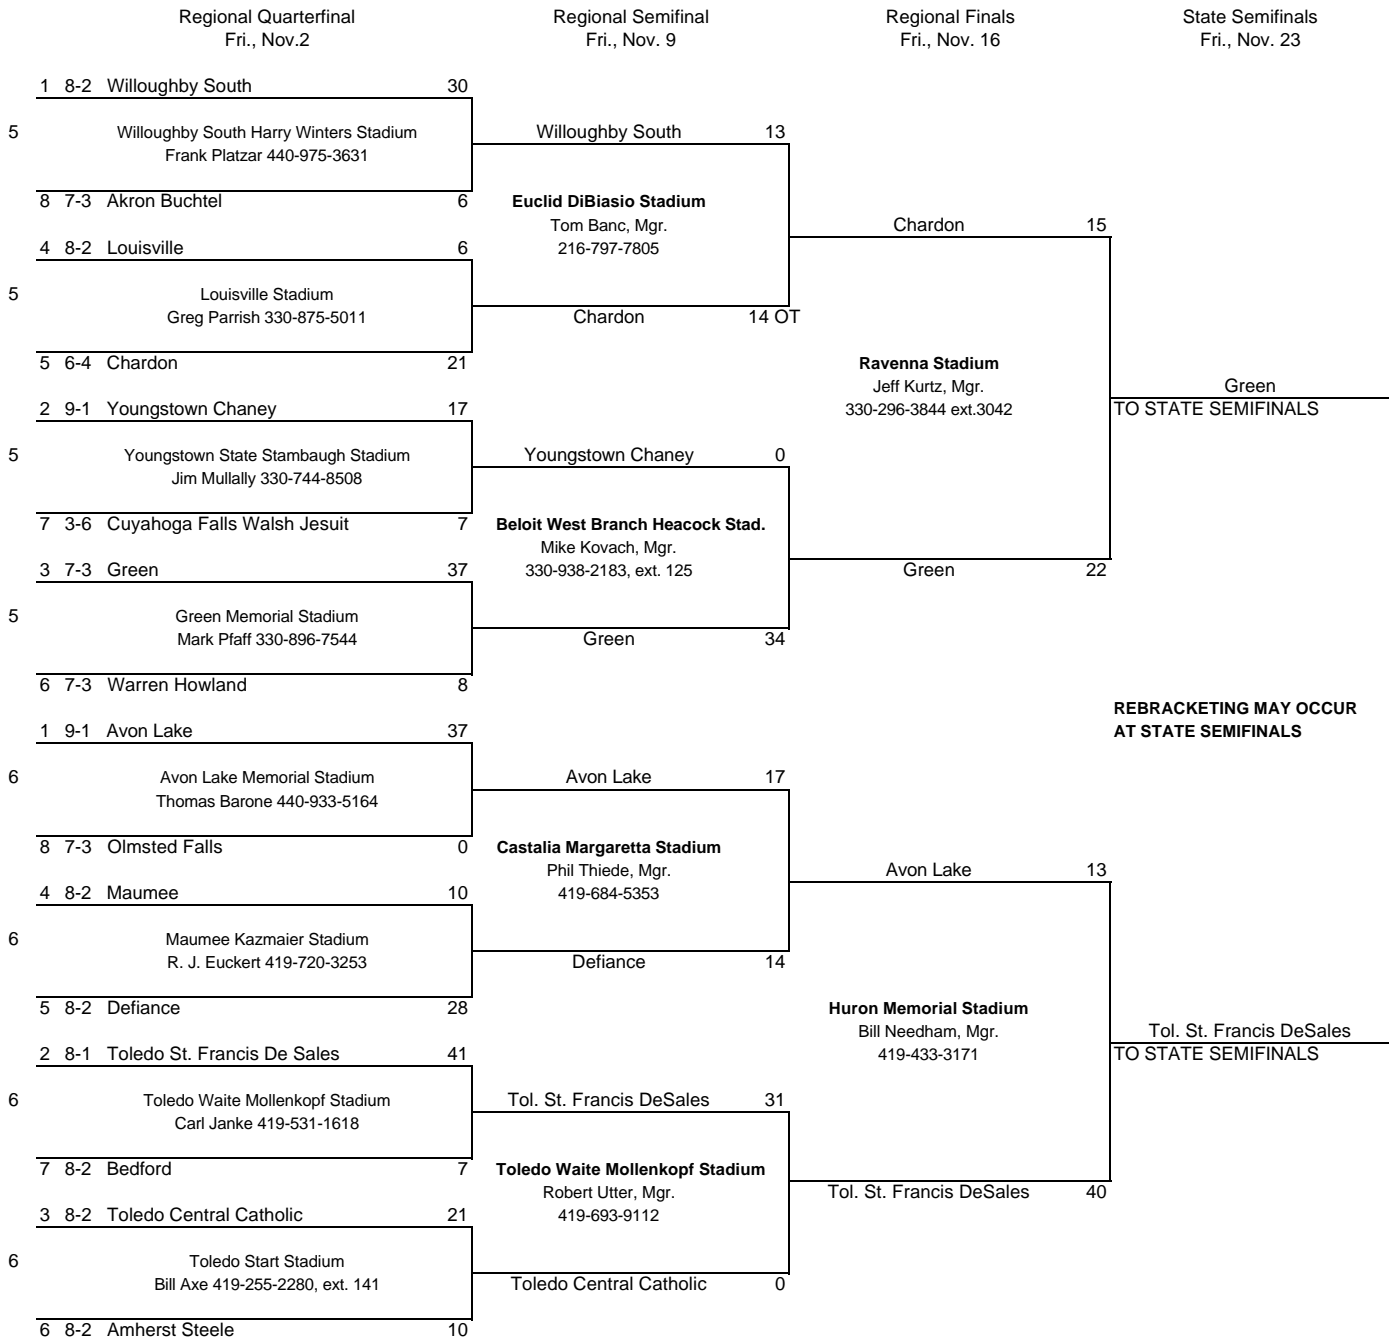 Regional Quarterfinal
Fri., Nov.2
Regional Semifinal
Fri., Nov. 9
Regional Finals
Fri., Nov. 16
State Semifinals
Fri., Nov. 23
1 8-2 Willoughby South 30
5
Willoughby South Harry Winters Stadium
Frank Platzar 440-975-3631
8 7-3 Akron Buchtel 6
4 8-2 Louisville 6
5
Louisville Stadium
Greg Parrish 330-875-5011
5 6-4 Chardon 21
2 9-1 Youngstown Chaney 17
5
Youngstown State Stambaugh Stadium
Jim Mullally 330-744-8508
7 3-6 Cuyahoga Falls Walsh Jesuit 7
3 7-3 Green 37
5
Green Memorial Stadium
Mark Pfaff 330-896-7544
6 7-3 Warren Howland 8
1 9-1 Avon Lake 37
6
Avon Lake Memorial Stadium
Thomas Barone 440-933-5164
8 7-3 Olmsted Falls 0
4 8-2 Maumee 10
6
Maumee Kazmaier Stadium
R. J. Euckert 419-720-3253
5 8-2 Defiance 28
2 8-1 Toledo St. Francis De Sales 41
6
Toledo Waite Mollenkopf Stadium
Carl Janke 419-531-1618
7 8-2 Bedford 7
3 8-2 Toledo Central Catholic 21
6
Toledo Start Stadium
Bill Axe 419-255-2280, ext. 141
6 8-2 Amherst Steele 10
Willoughby South 13
Euclid DiBiasio Stadium
Tom Banc, Mgr.
216-797-7805
Chardon 14 OT
Youngstown Chaney 0
Beloit West Branch Heacock Stad.
Mike Kovach, Mgr.
330-938-2183, ext. 125
Green 34
Avon Lake 17
Castalia Margaretta Stadium
Phil Thiede, Mgr.
419-684-5353
Defiance 14
Tol. St. Francis DeSales 31
Toledo Waite Mollenkopf Stadium
Robert Utter, Mgr.
419-693-9112
Toledo Central Catholic 0
Chardon 15
Ravenna Stadium
Jeff Kurtz, Mgr.
330-296-3844 ext.3042
Green 22
Avon Lake 13
Huron Memorial Stadium
Bill Needham, Mgr.
419-433-3171
Tol. St. Francis DeSales 40
Green
TO STATE SEMIFINALS
REBRACKETING MAY OCCUR
AT STATE SEMIFINALS
Tol. St. Francis DeSales
TO STATE SEMIFINALS